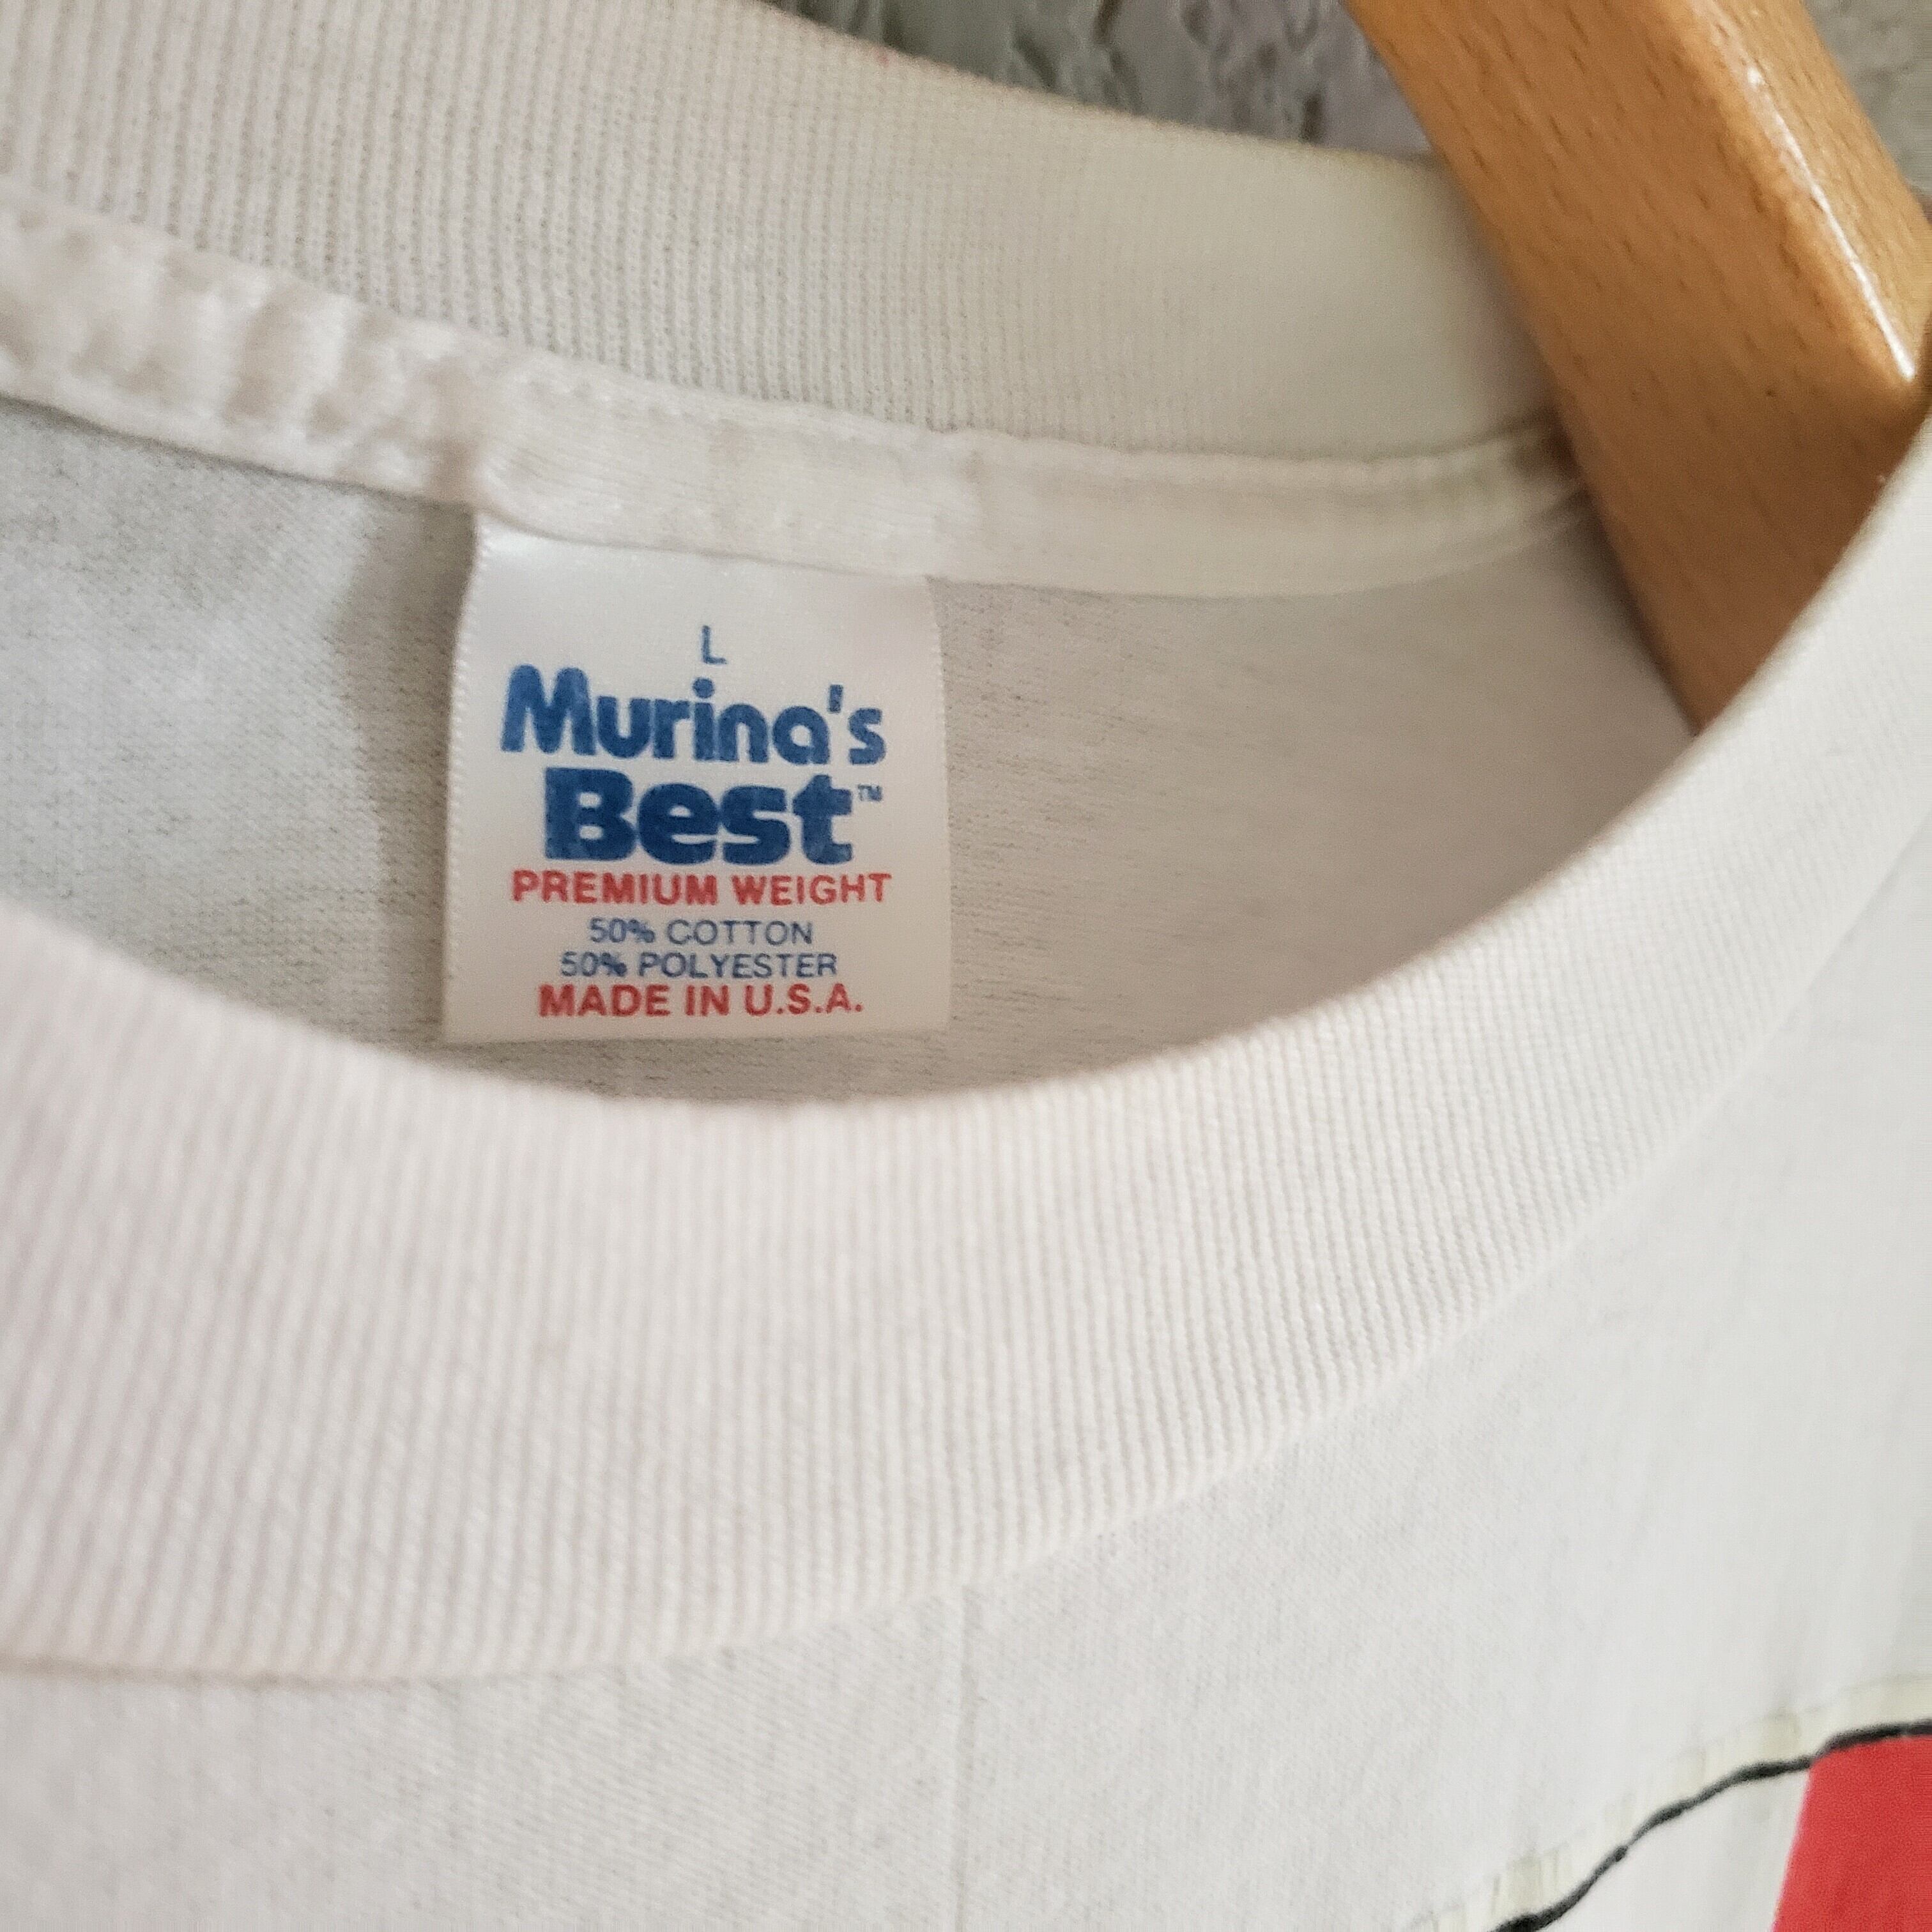 L
Murina's
Best™
PREMIUM WEIGHT
50% COTTON
50% POLYESTER
MADE IN U.S.A.